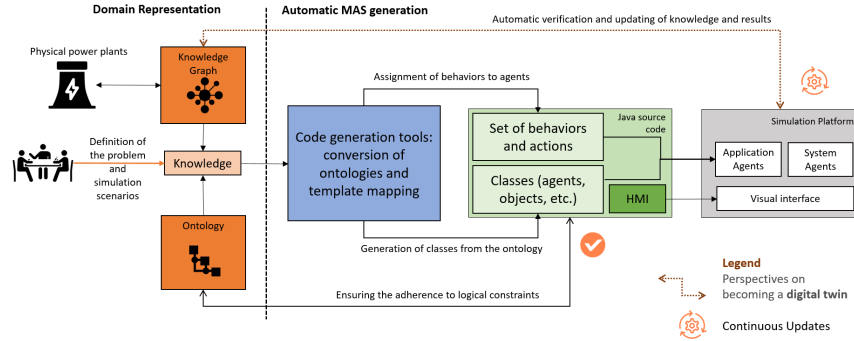 Domain Representation
Automatic MAS generation
Automatic verification and updating of knowledge and results
Physical power plants
Knowledge
Graph
Assignment of behaviors to agents
Definition of
the problem
and
simulation
scenarios
Knowledge
Code generation tools:
conversion of
ontologies and
template mapping
Java source
code
Set of behaviors
and actions
Classes (agents,
objects, etc.)
HMI
Simulation Platform
Application
Agents
System
Agents
Visual interface
Ontology
Generation of classes from the ontology
Ensuring the adherence to logical constraints
Legend
Perspectives on
becoming a digital twin
Continuous Updates